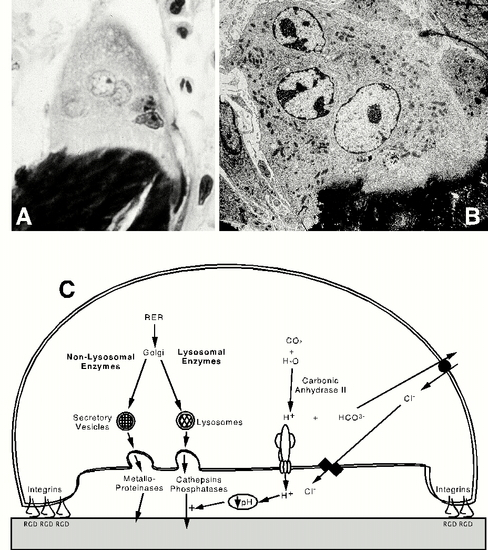 A
B
C
RER
Golgi
Non-Lysosomal
Enzymes
Lysosomal
Enzymes
Secretory
Vesicles
Lysosomes
CO₂
+
H₂O
Carbonic
Anhydrase II
H⁺ + HCO³⁻
Cl⁻
Metallo-
Proteinases
Cathepsins
Phosphatases
H⁺
Cl⁻
pH
+
Integrins
RGD RGD RGD
Integrins
RGD RGD